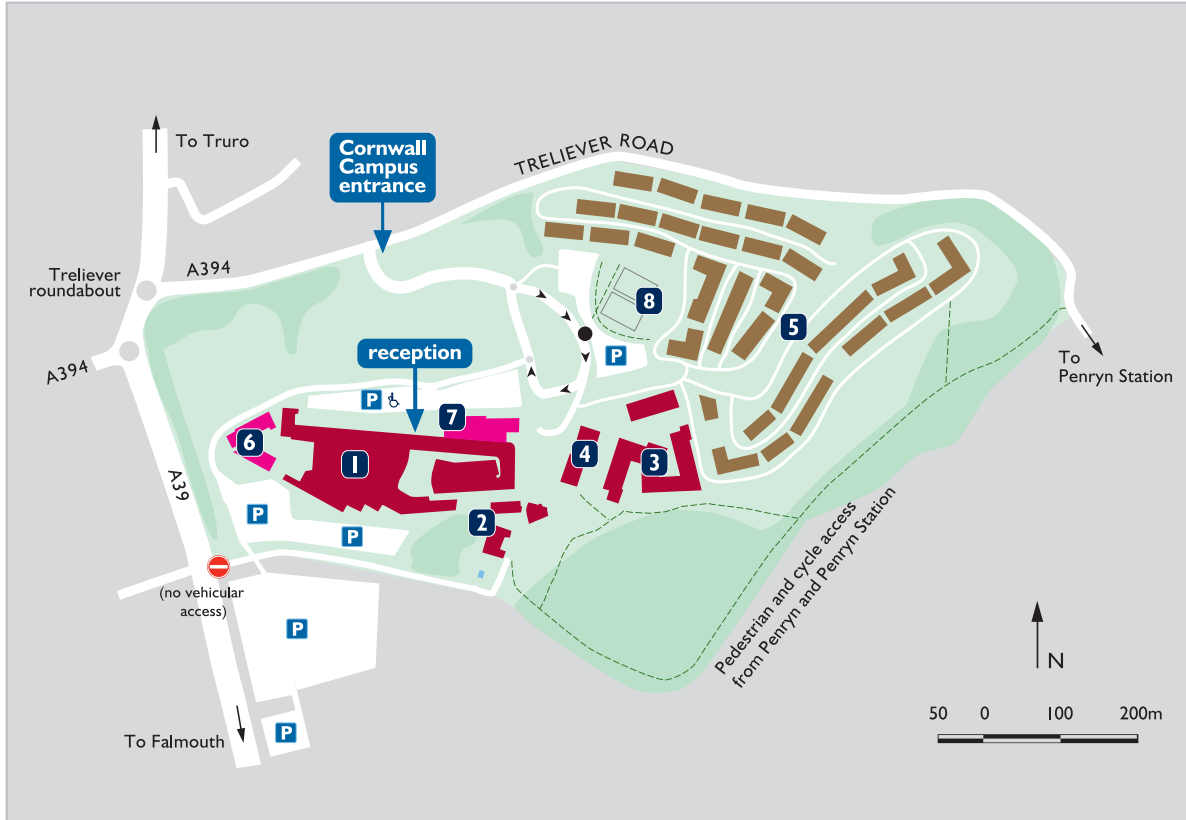 To Truro
Cornwall
Campus
entrance
TRELIEVER ROAD
A394
Treliever
roundabout
8
5
P
reception
To
Penryn Station
A394
P
7
6
4
3
1
A39
P
2
P
(no vehicular
access)
Pedestrian and cycle access
from Penryn and Penryn Station
P
N
50 0 100 200m
To Falmouth
P